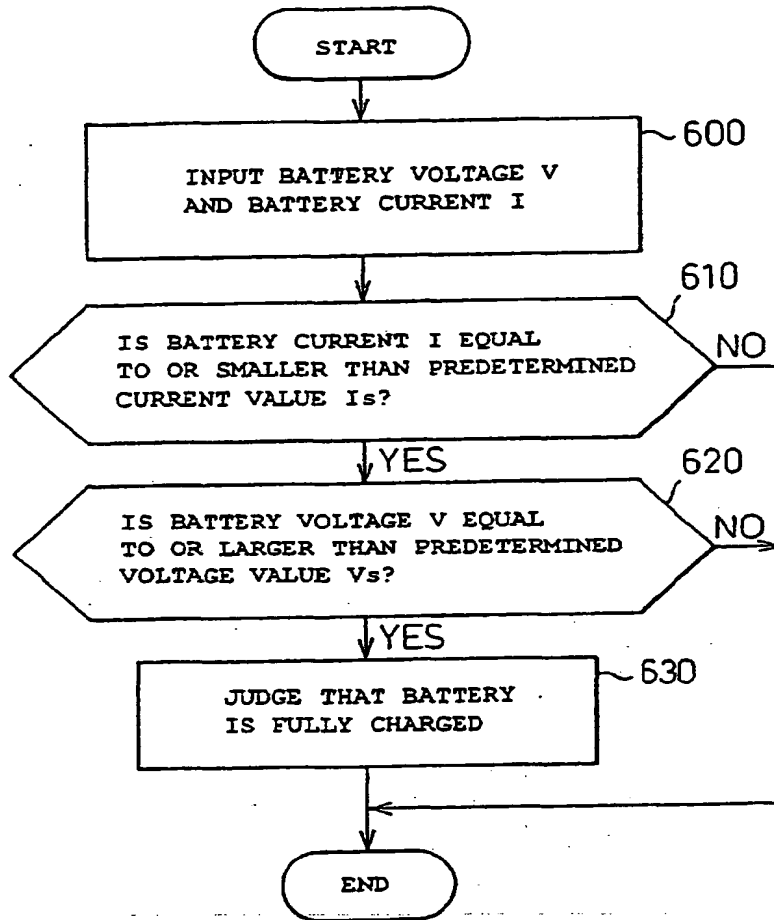 START
600
INPUT BATTERY VOLTAGE V
AND BATTERY CURRENT I
610
IS BATTERY CURRENT I EQUAL
TO OR SMALLER THAN PREDETERMINED
CURRENT VALUE Is?
NO
YES
620
IS BATTERY VOLTAGE V EQUAL
TO OR LARGER THAN PREDETERMINED
VOLTAGE VALUE Vs?
NO
YES
630
JUDGE THAT BATTERY
IS FULLY CHARGED
END